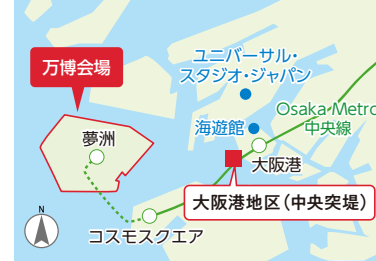 万博会場
ユニバーサル・
スタジオ・ジャパン
Osaka Metro
中央線
海遊館
夢洲
大阪港
大阪港地区(中央突堤)
コスモスクエア
N